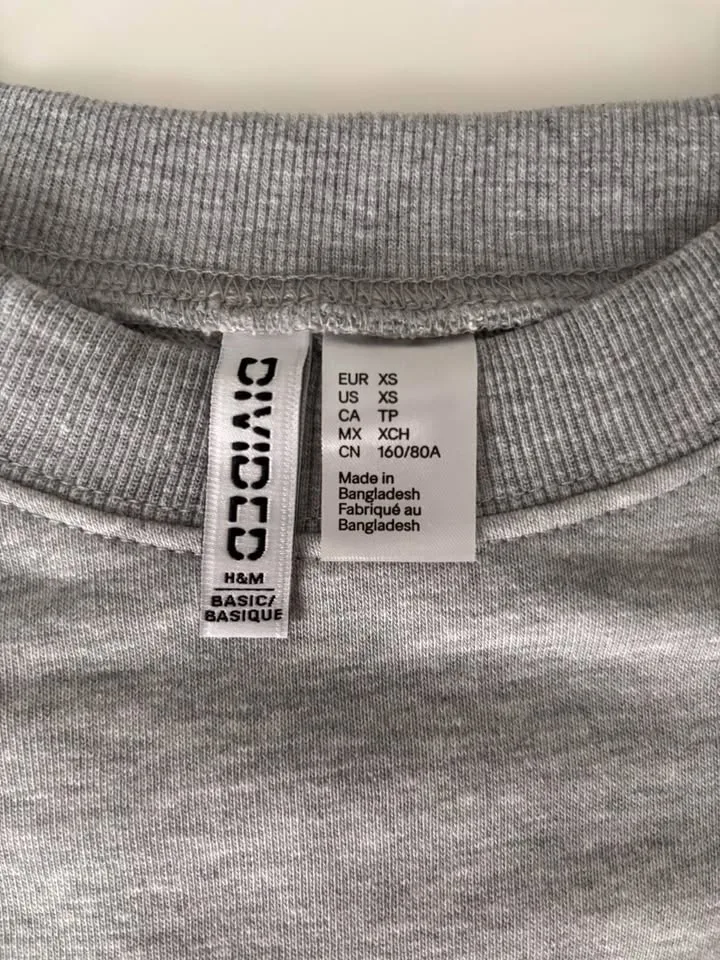 DIVIDED
H&M
BASIC/
BASIQUE
EUR XS
US XS
CA TP
MX XCH
CN 160/80A
Made in
Bangladesh
Fabriqué au
Bangladesh